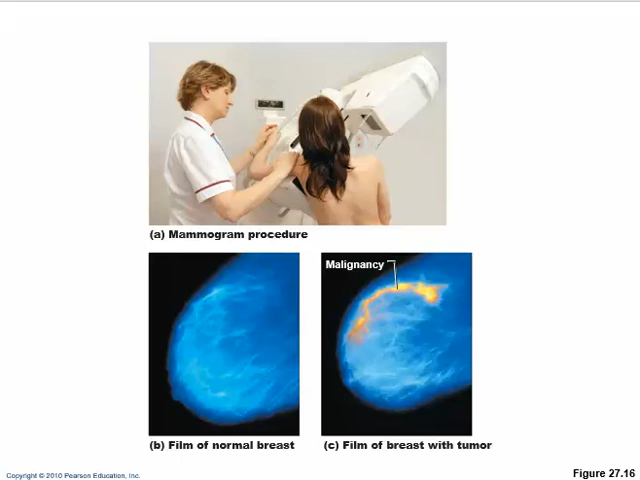 (a) Mammogram procedure
Malignancy
(b) Film of normal breast
(c) Film of breast with tumor
Copyright © 2010 Pearson Education, Inc.
Figure 27.16